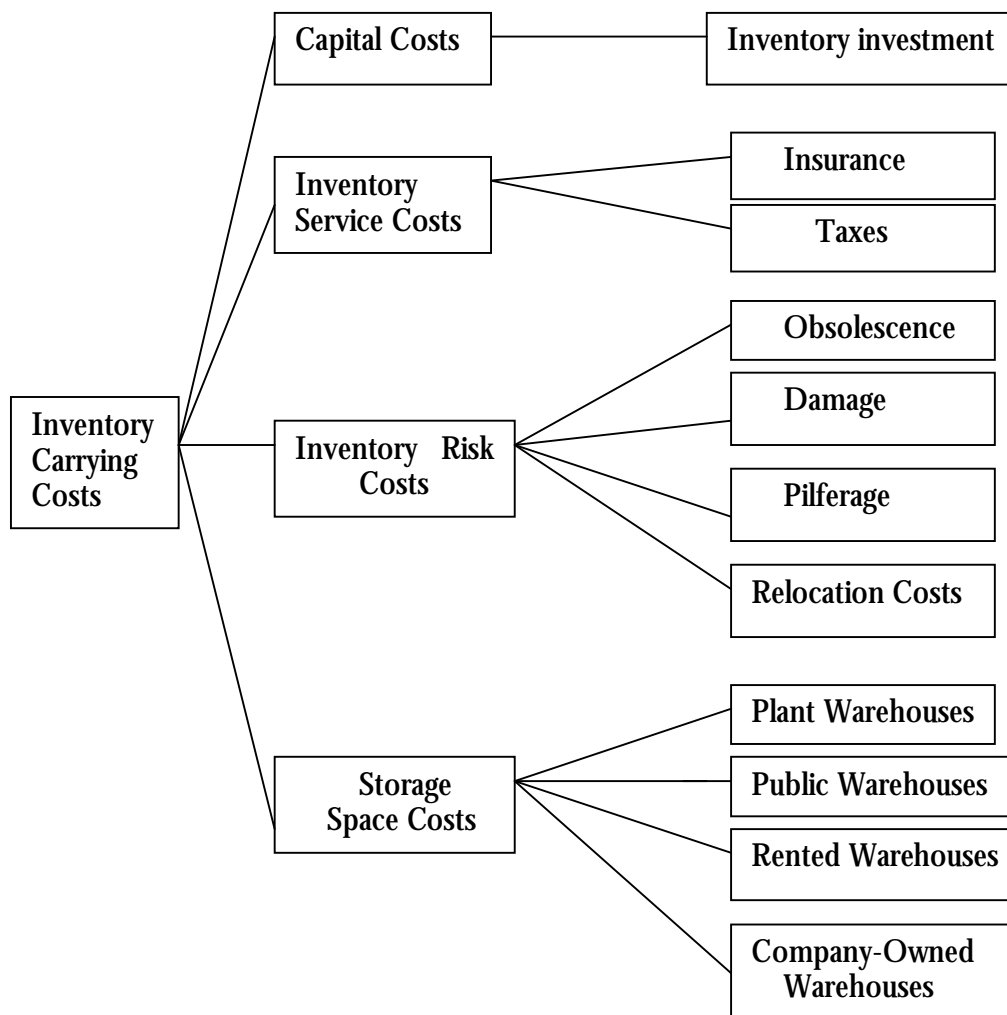 Capital Costs
Inventory investment
Inventory
Service Costs
Insurance
Taxes
Inventory Carrying Costs
Inventory Risk
Costs
Obsolescence
Damage
Pilferage
Relocation Costs
Storage
Space Costs
Plant Warehouses
Public Warehouses
Rented Warehouses
Company-Owned
Warehouses